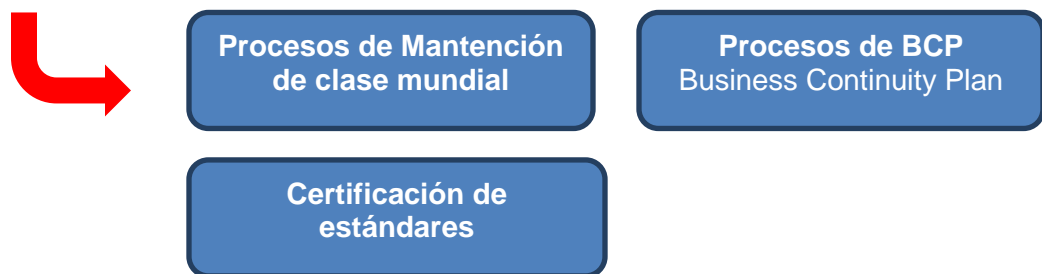 Procesos de Mantención
de clase mundial
Procesos de BCP
Business Continuity Plan
Certificación de
estándares